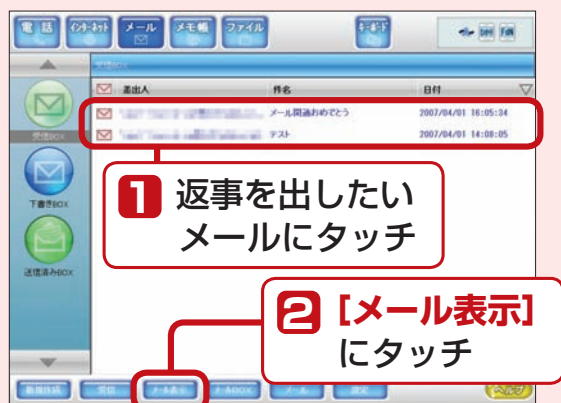 電話 インターネット メール メモ帳 ファイル キーボード
受信BOX
差出人 件名 日付
メール開通おめでとう 2007/04/01 16:05:34
テスト 2007/04/01 14:08:05
受信BOX
下書きBOX
送信済みBOX
1 返事を出したい
メールにタッチ
2 [メール表示]
にタッチ
新規作成 受信 メール表示 メールBOX メール 設定 ヘルプ